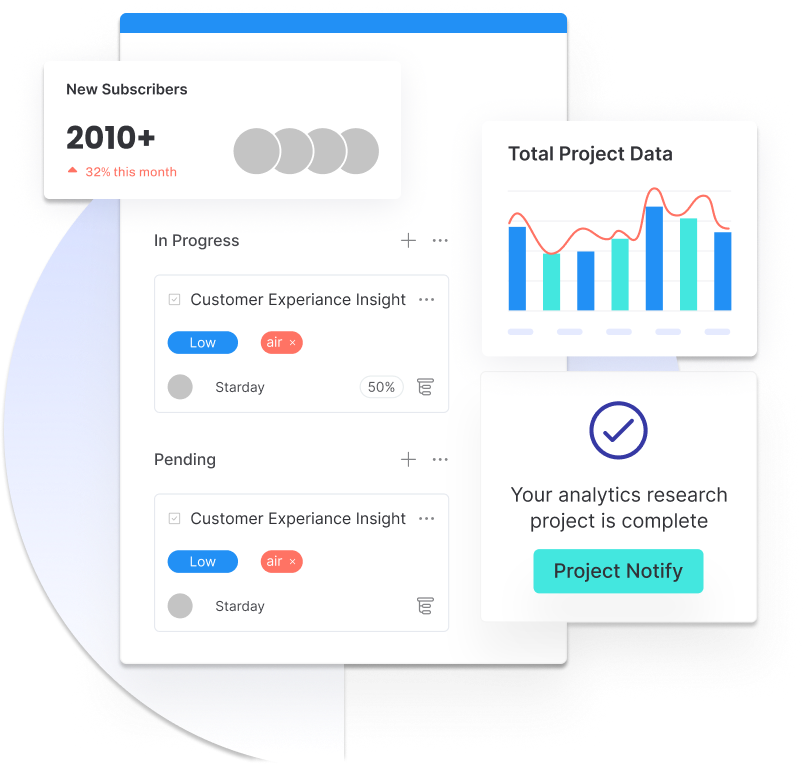 New Subscribers
2010+
32% this month
Total Project Data
In Progress
Customer Experiance Insight
Low
air ×
Starday
50%
Pending
Customer Experiance Insight
Low
air ×
Starday
Your analytics research
project is complete
Project Notify